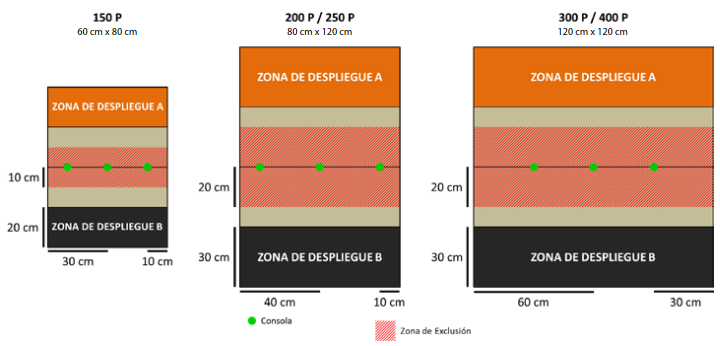 150 P
60 cm x 80 cm
200 P / 250 P
80 cm x 120 cm
300 P / 400 P
120 cm x 120 cm
ZONA DE DESPLIEGUE A
10 cm
20 cm
ZONA DE DESPLIEGUE B
30 cm
10 cm
ZONA DE DESPLIEGUE A
20 cm
30 cm
ZONA DE DESPLIEGUE B
40 cm
10 cm
ZONA DE DESPLIEGUE A
20 cm
30 cm
ZONA DE DESPLIEGUE B
60 cm
30 cm
Consola
Zona de Exclusión